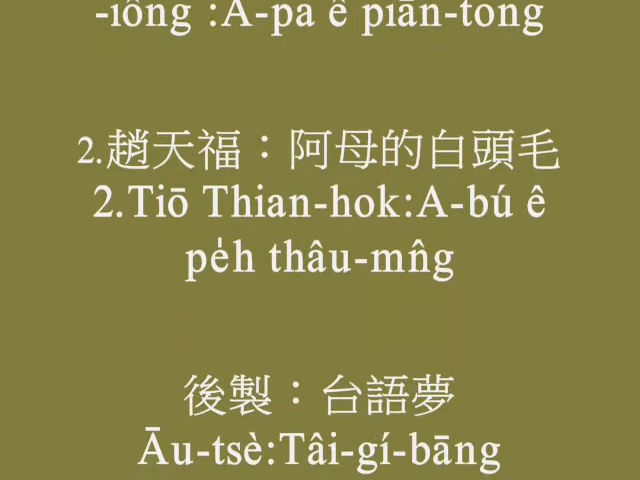 -iông :A-pa ê piān-tong
2.趙天福：阿母的白頭毛
2.Tiō Thian-hok:A-bú ê
pe̍h thâu-mn̂g
後製：台語夢
Āu-tsè:Tâi-gí-bāng